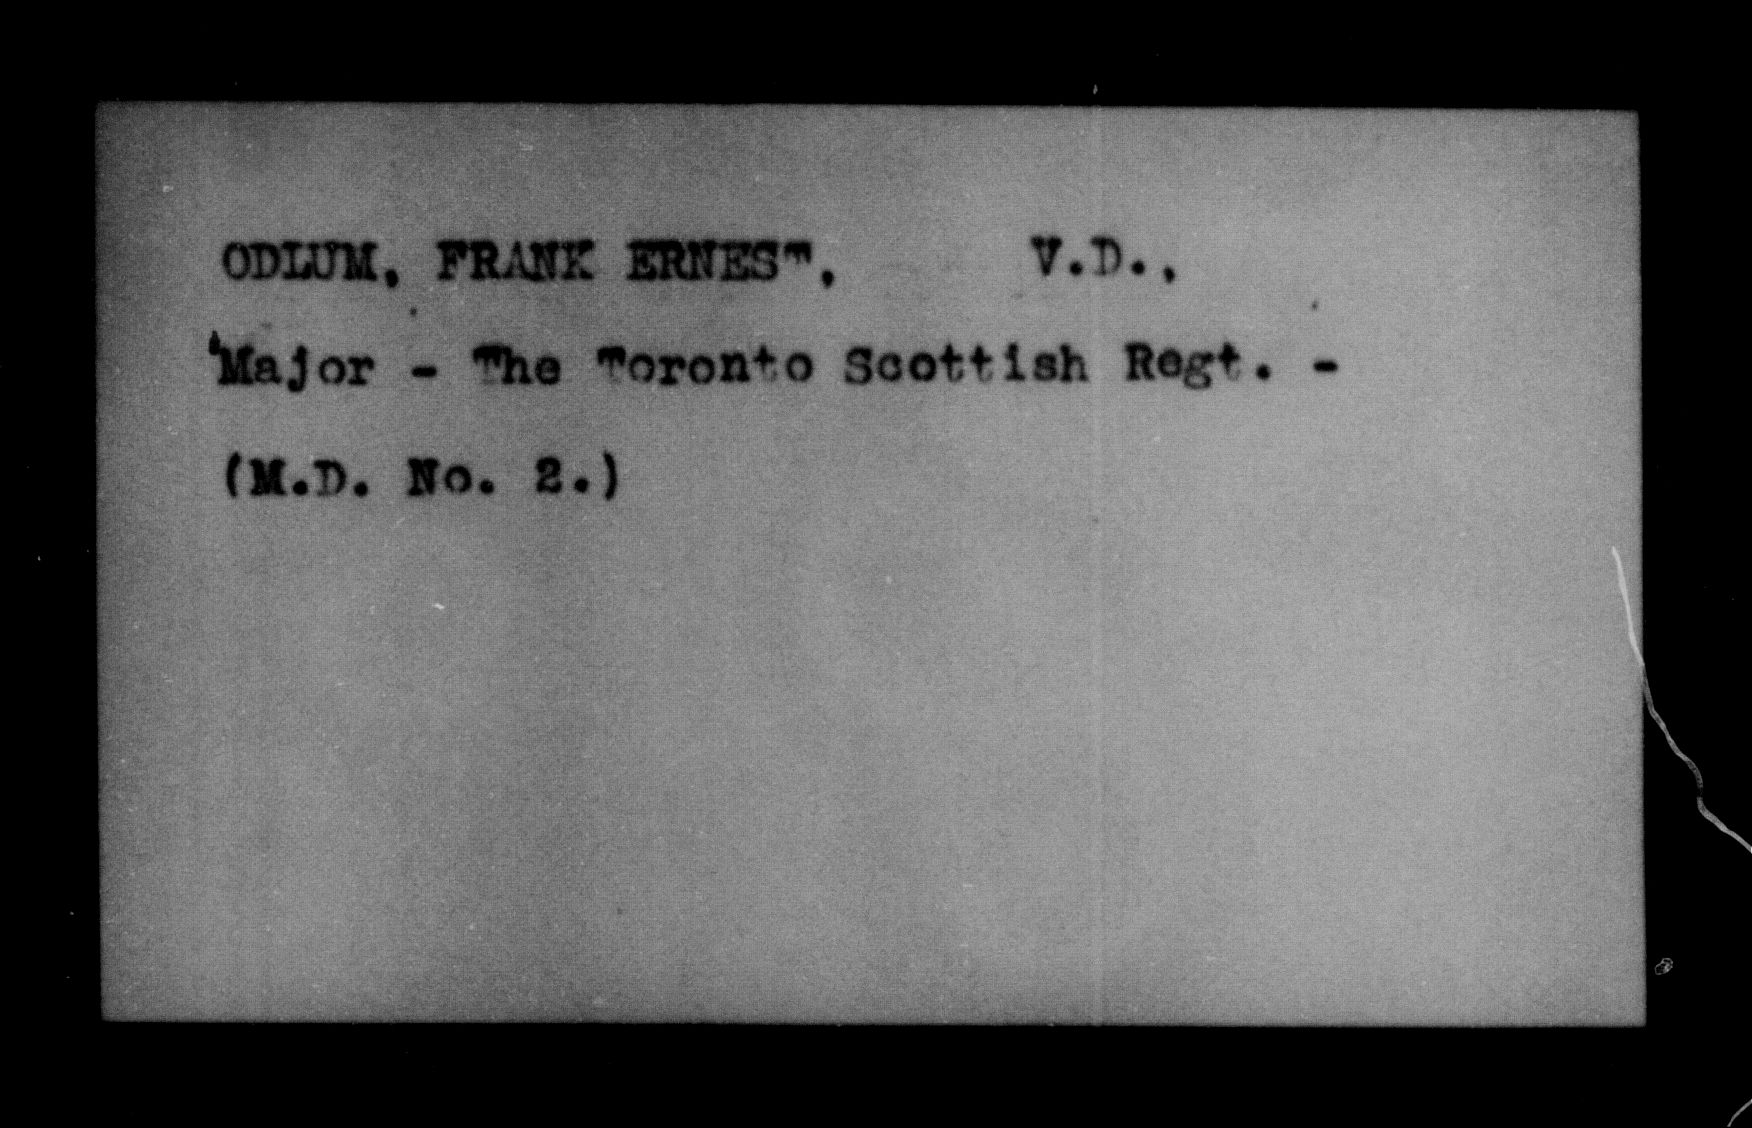 ODLUM, FRANK ERNEST, V.D.,
Major - The Toronto Scottish Regt. -
(M.D. No. 2.)